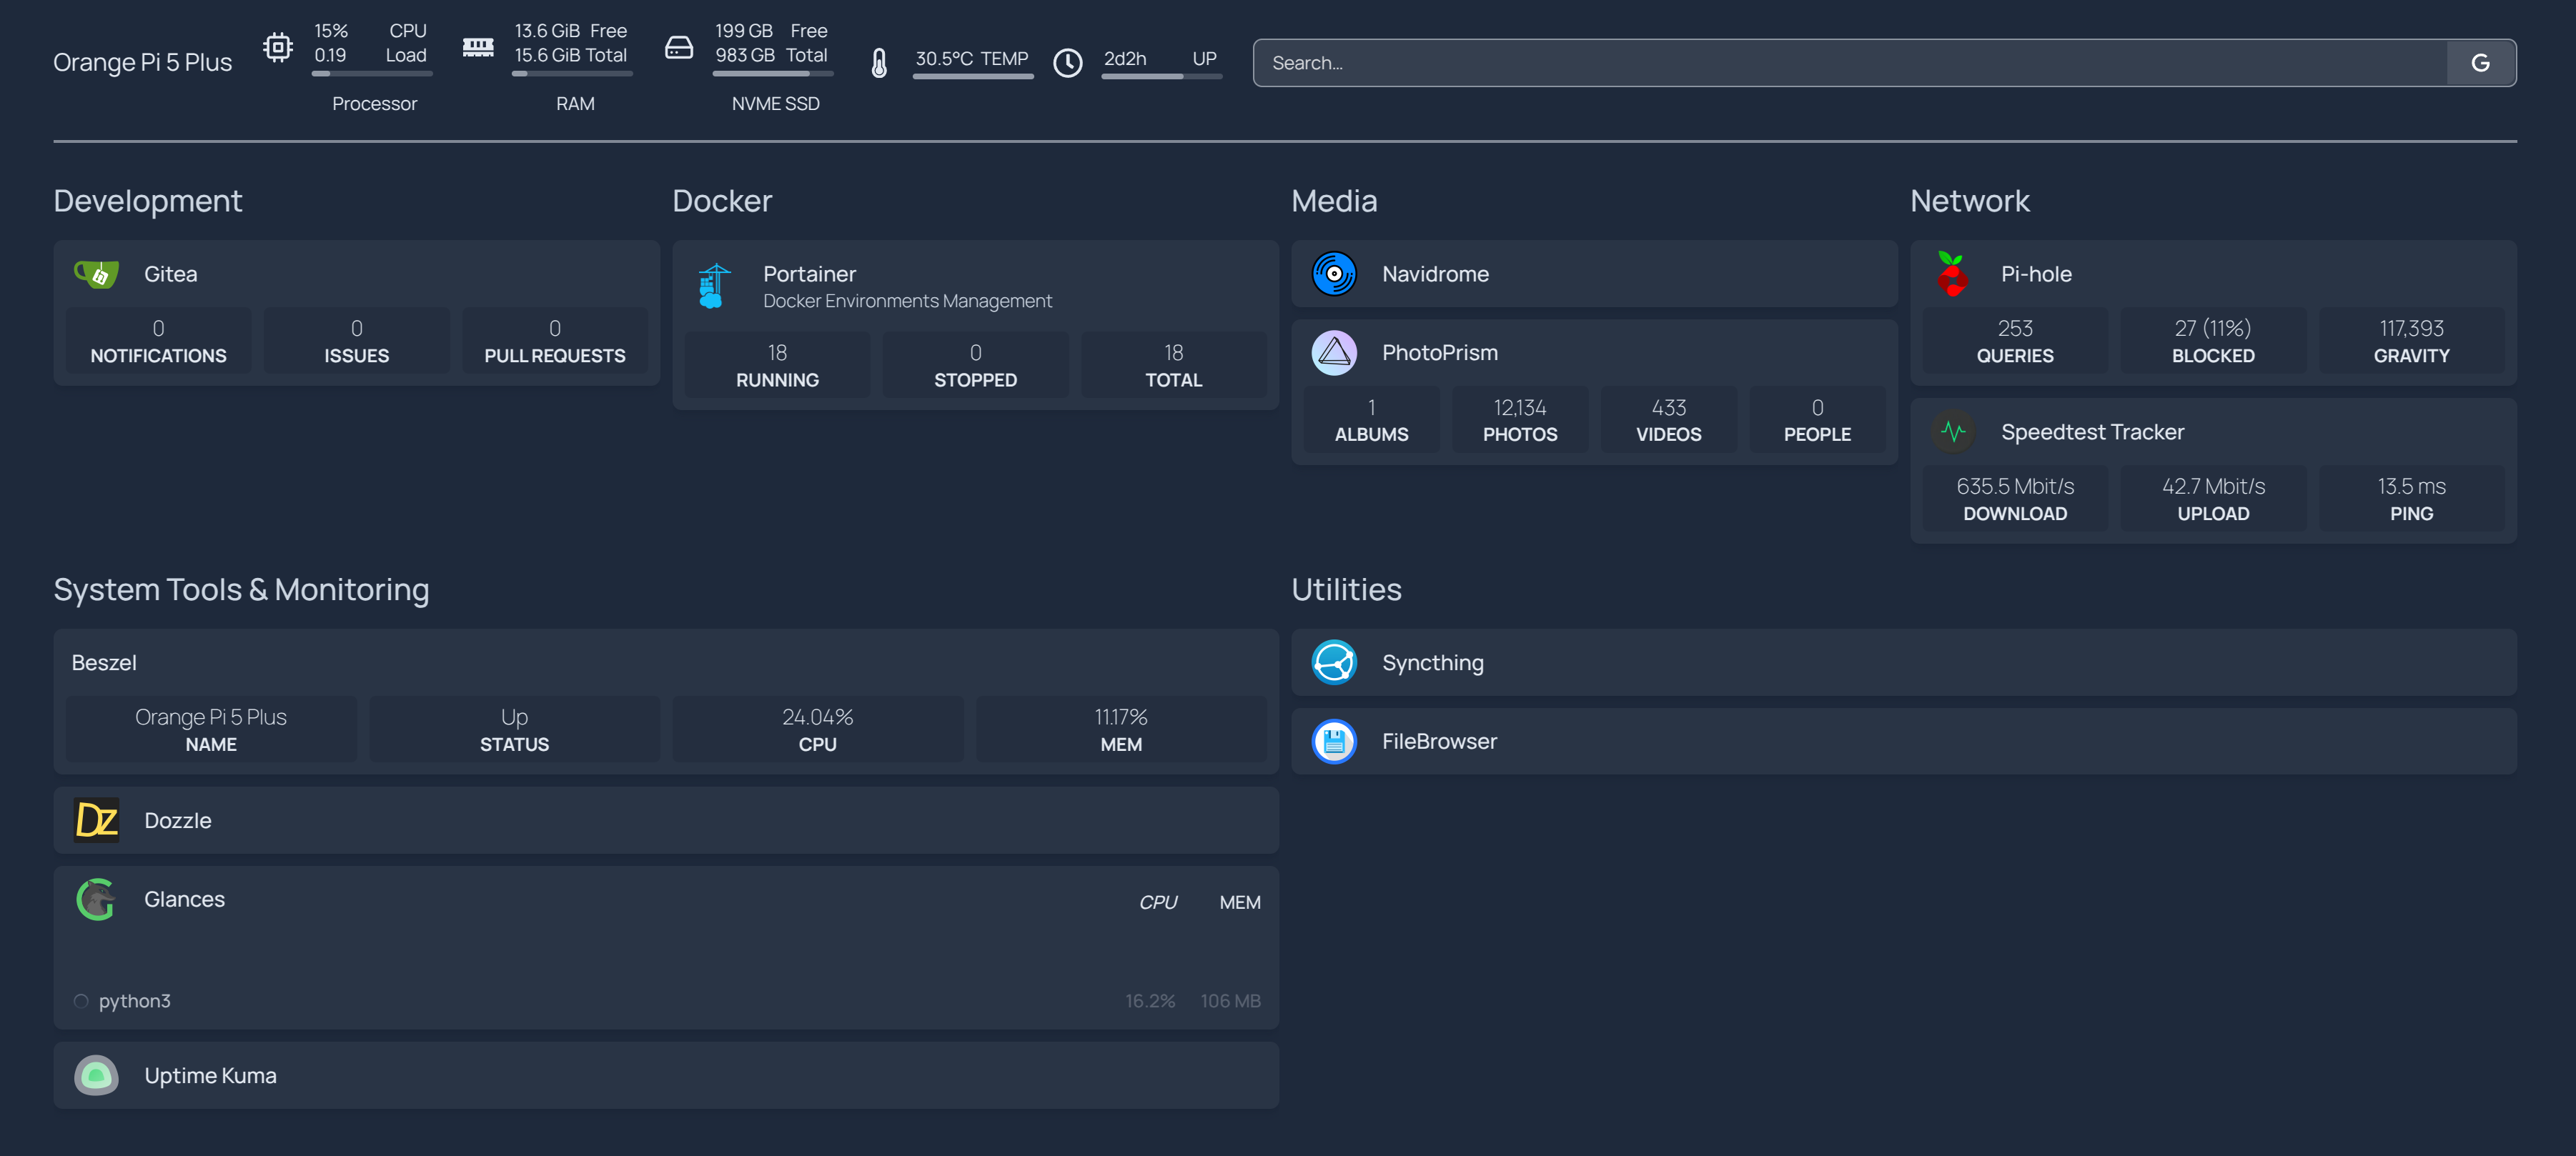 Orange Pi 5 Plus
15% CPU
0.19 Load
Processor
13.6 GiB Free
15.6 GiB Total
RAM
199 GB Free
983 GB Total
NVME SSD
30.5°C TEMP
2d2h UP
Search...
G
Development
Gitea
0 NOTIFICATIONS
0 ISSUES
0 PULL REQUESTS
Docker
Portainer
Docker Environments Management
18 RUNNING
0 STOPPED
18 TOTAL
Media
Navidrome
PhotoPrism
1 ALBUMS
12,134 PHOTOS
433 VIDEOS
0 PEOPLE
Network
Pi-hole
253 QUERIES
27 (11%) BLOCKED
117,393 GRAVITY
Speedtest Tracker
635.5 Mbit/s DOWNLOAD
42.7 Mbit/s UPLOAD
13.5 ms PING
System Tools & Monitoring
Beszel
Orange Pi 5 Plus NAME
Up STATUS
24.04% CPU
11.17% MEM
DZ Dozzle
Glances CPU MEM
python3 16.2% 106 MB
Uptime Kuma
Utilities
Syncthing
FileBrowser